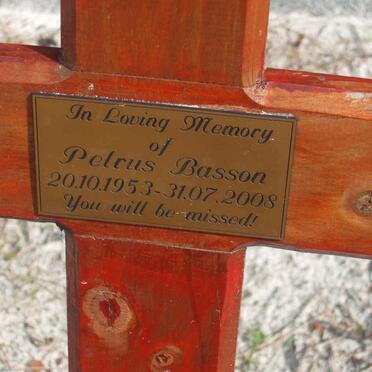 In Loving Memory
of
Petrus Basson
20.10.1953-31.07.2008
You will be missed!